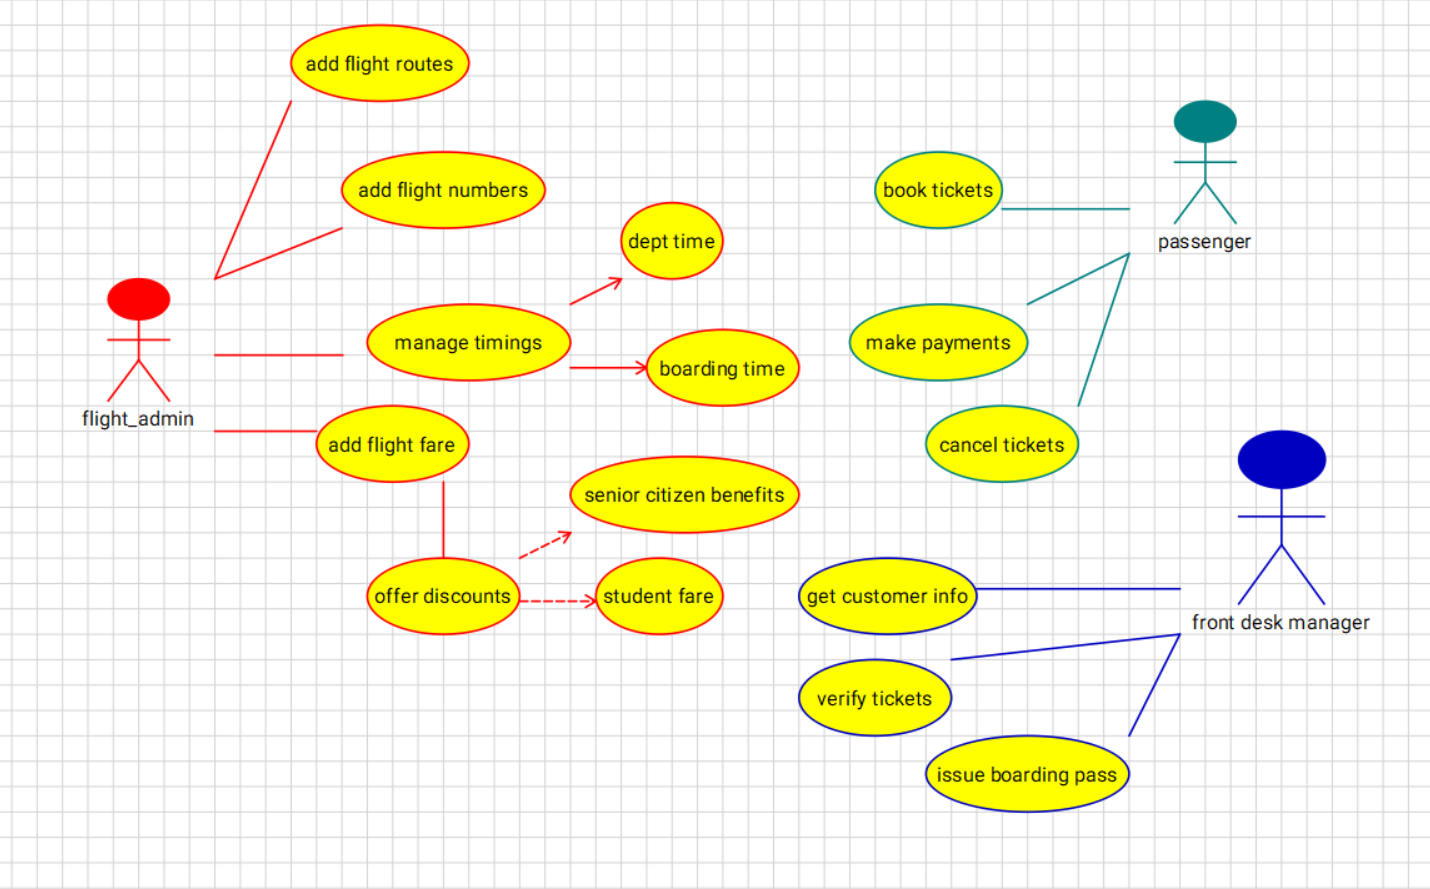 add flight routes
add flight numbers
dept time
manage timings
boarding time
flight_admin
add flight fare
senior citizen benefits
offer discounts
student fare
book tickets
passenger
make payments
cancel tickets
get customer info
front desk manager
verify tickets
issue boarding pass